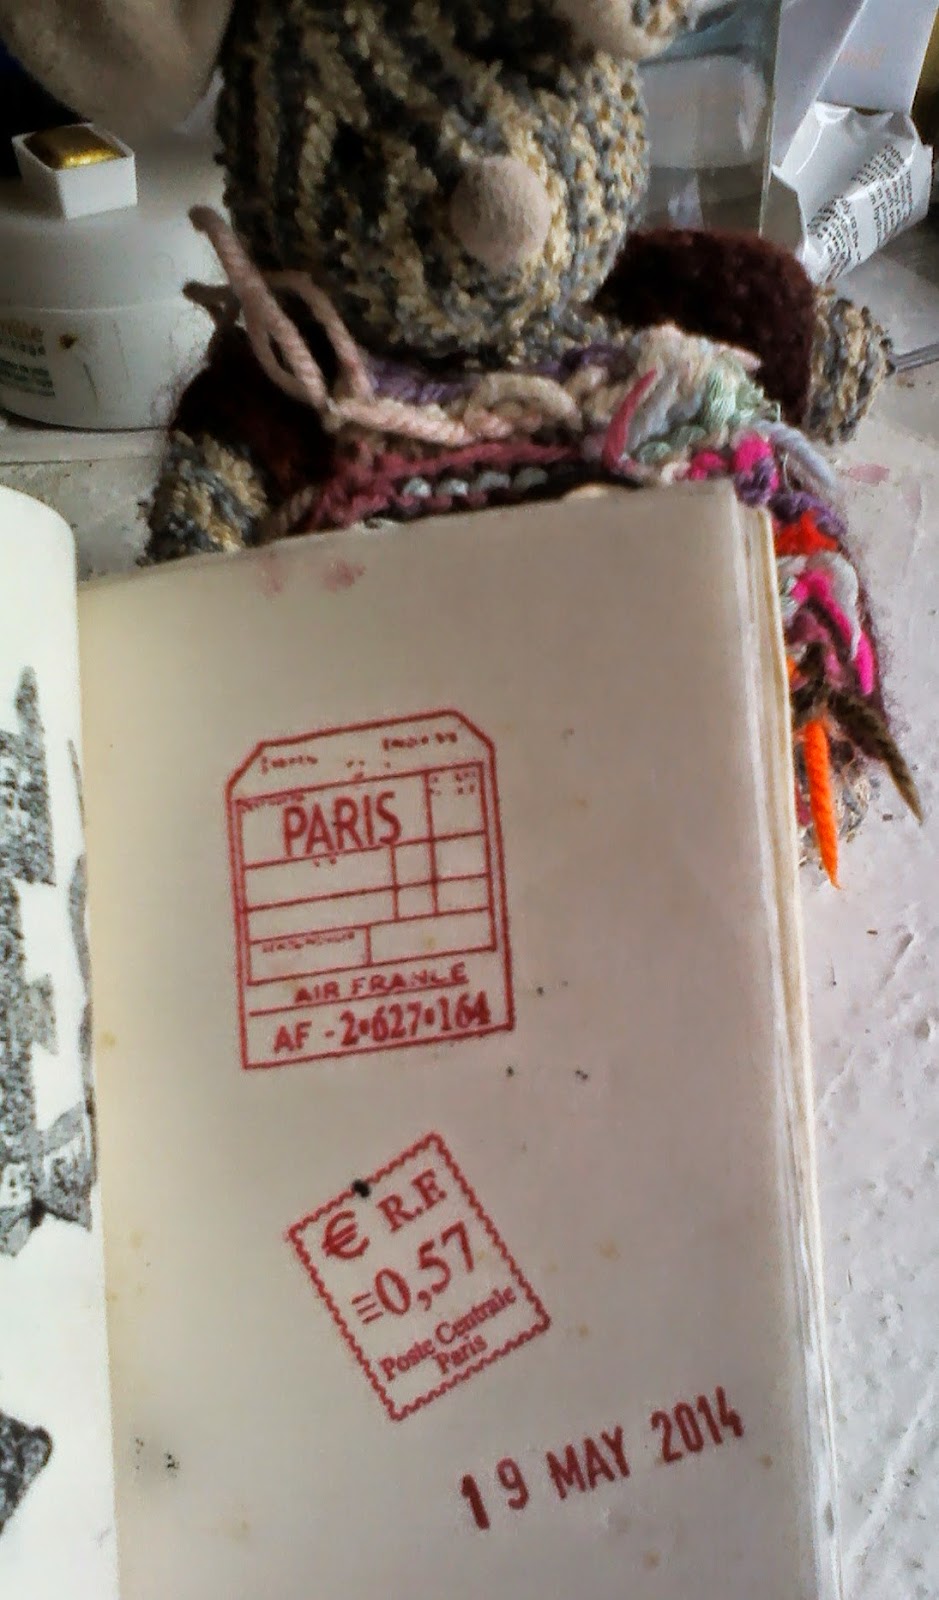 PARIS
AIR FRANCE
AF - 2•627•164
€ R.F
0,57
Poste Centrale
Paris
19 MAY 2014